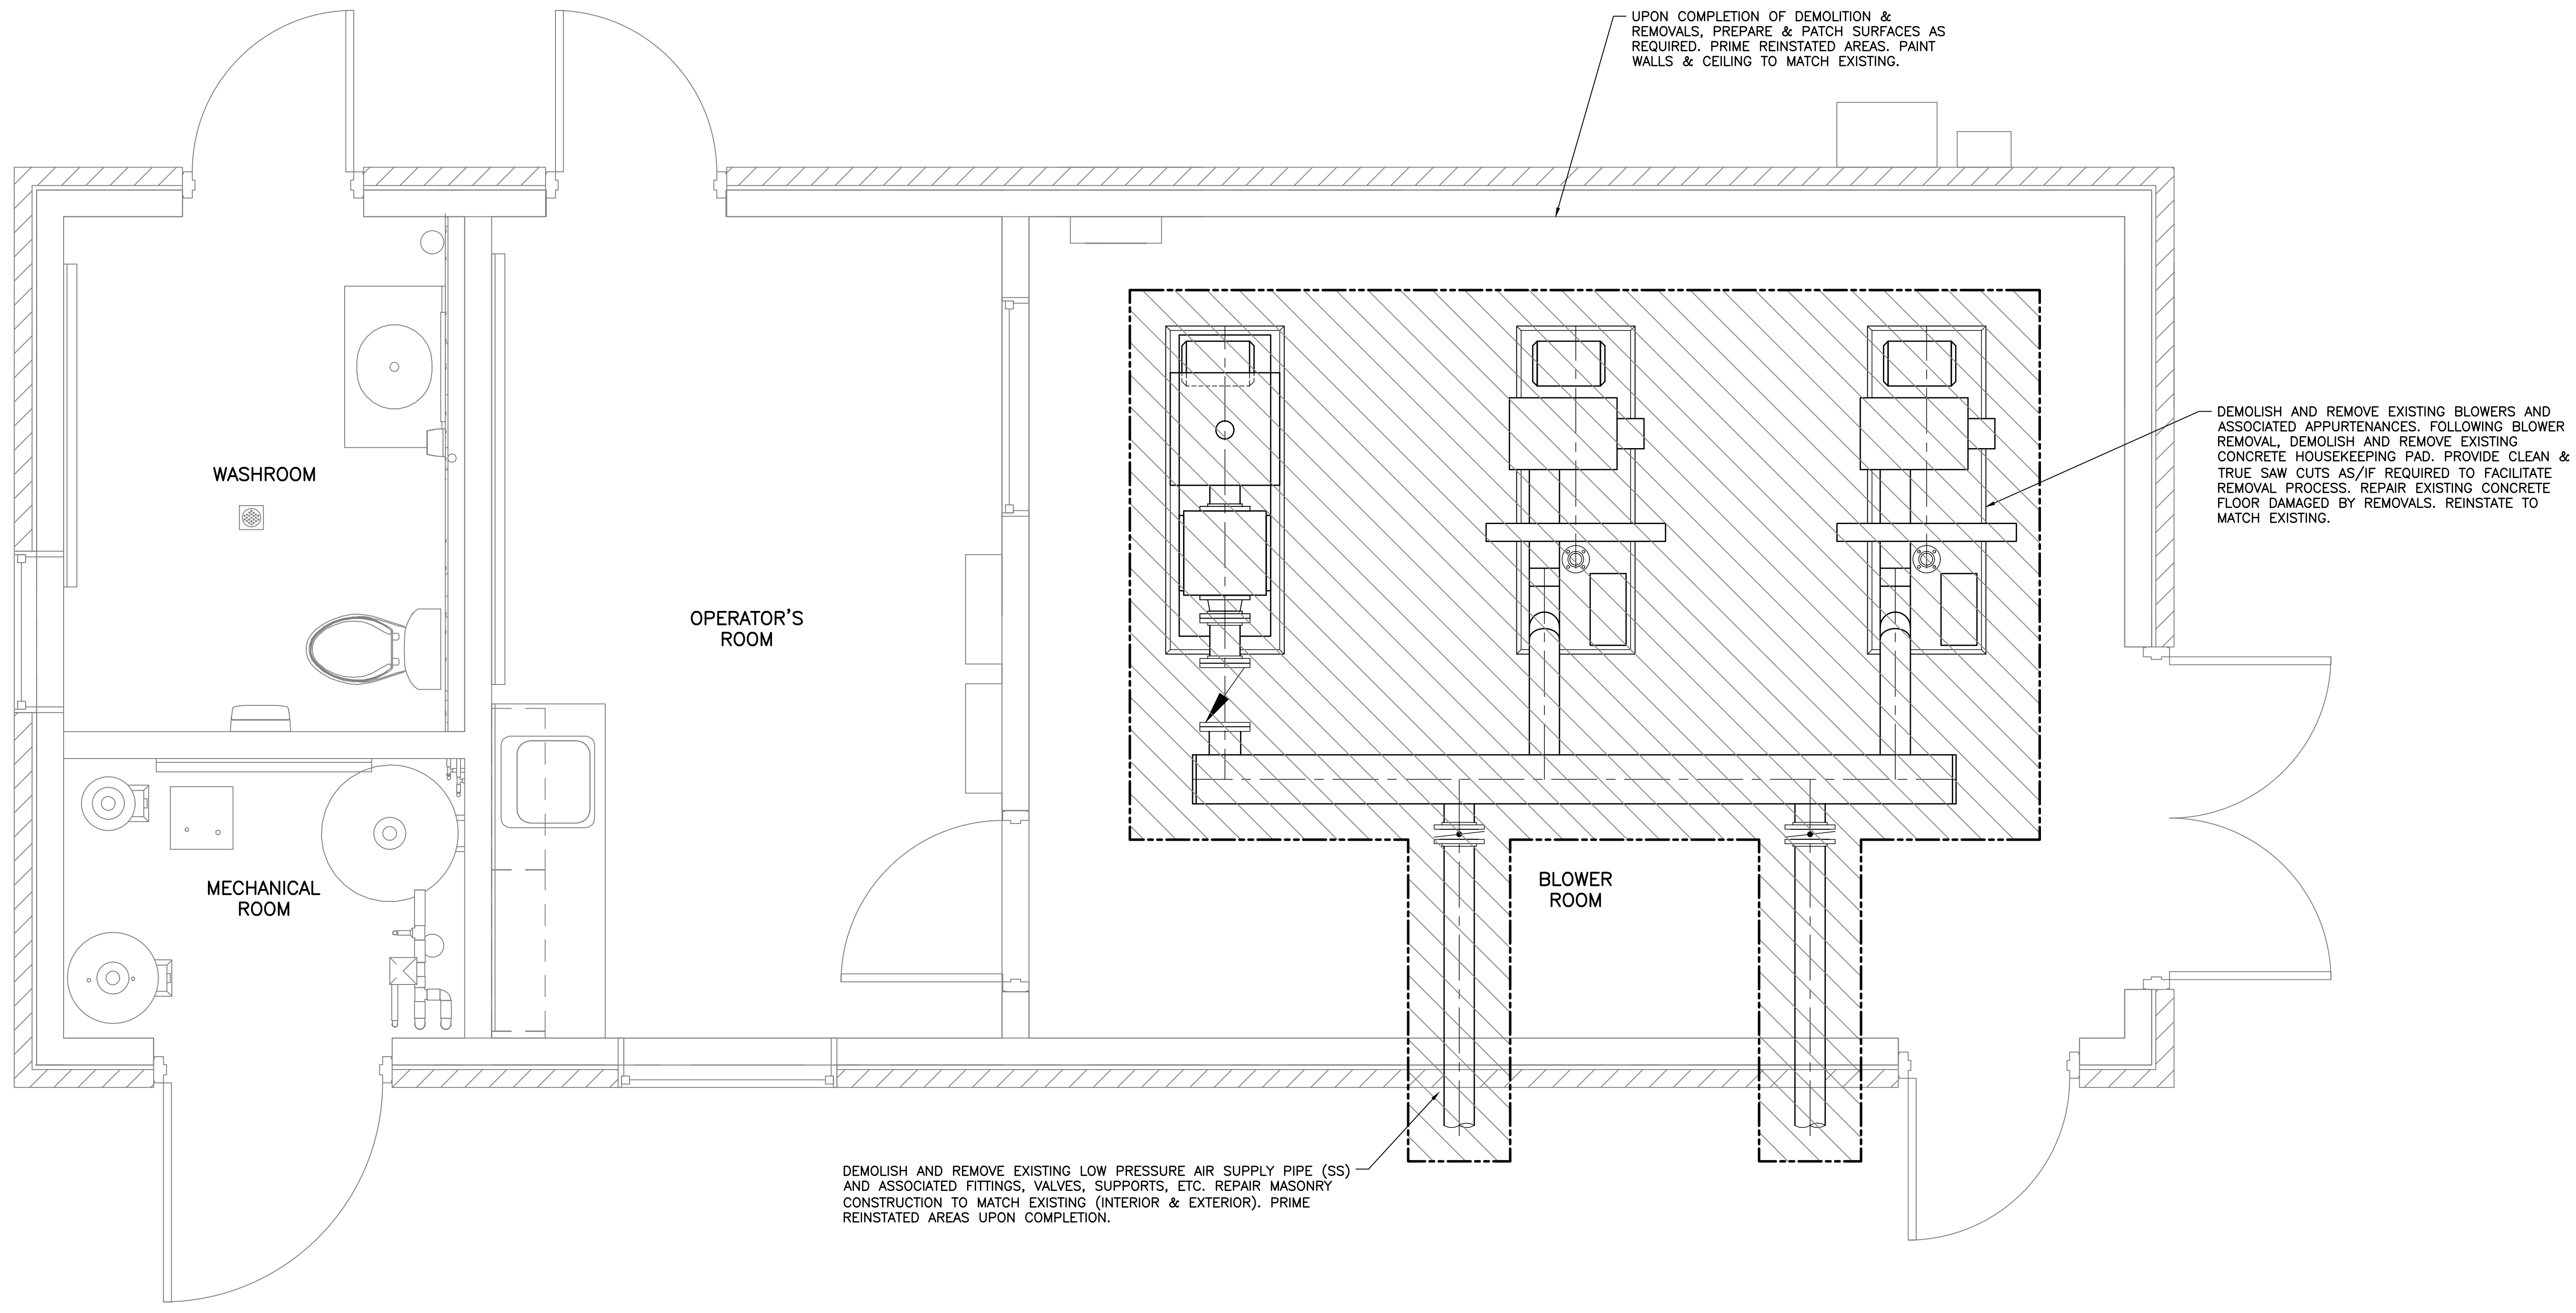 UPON COMPLETION OF DEMOLITION &
REMOVALS, PREPARE & PATCH SURFACES AS
REQUIRED. PRIME REINSTATED AREAS. PAINT
WALLS & CEILING TO MATCH EXISTING.
DEMOLISH AND REMOVE EXISTING BLOWERS AND
ASSOCIATED APPURTENANCES. FOLLOWING BLOWER
REMOVAL, DEMOLISH AND REMOVE EXISTING
CONCRETE HOUSEKEEPING PAD. PROVIDE CLEAN &
TRUE SAW CUTS AS/IF REQUIRED TO FACILITATE
REMOVAL PROCESS. REPAIR EXISTING CONCRETE
FLOOR DAMAGED BY REMOVALS. REINSTATE TO
MATCH EXISTING.
WASHROOM
OPERATOR'S
ROOM
MECHANICAL
ROOM
BLOWER
ROOM
DEMOLISH AND REMOVE EXISTING LOW PRESSURE AIR SUPPLY PIPE (SS)
AND ASSOCIATED FITTINGS, VALVES, SUPPORTS, ETC. REPAIR MASONRY
CONSTRUCTION TO MATCH EXISTING (INTERIOR & EXTERIOR). PRIME
REINSTATED AREAS UPON COMPLETION.